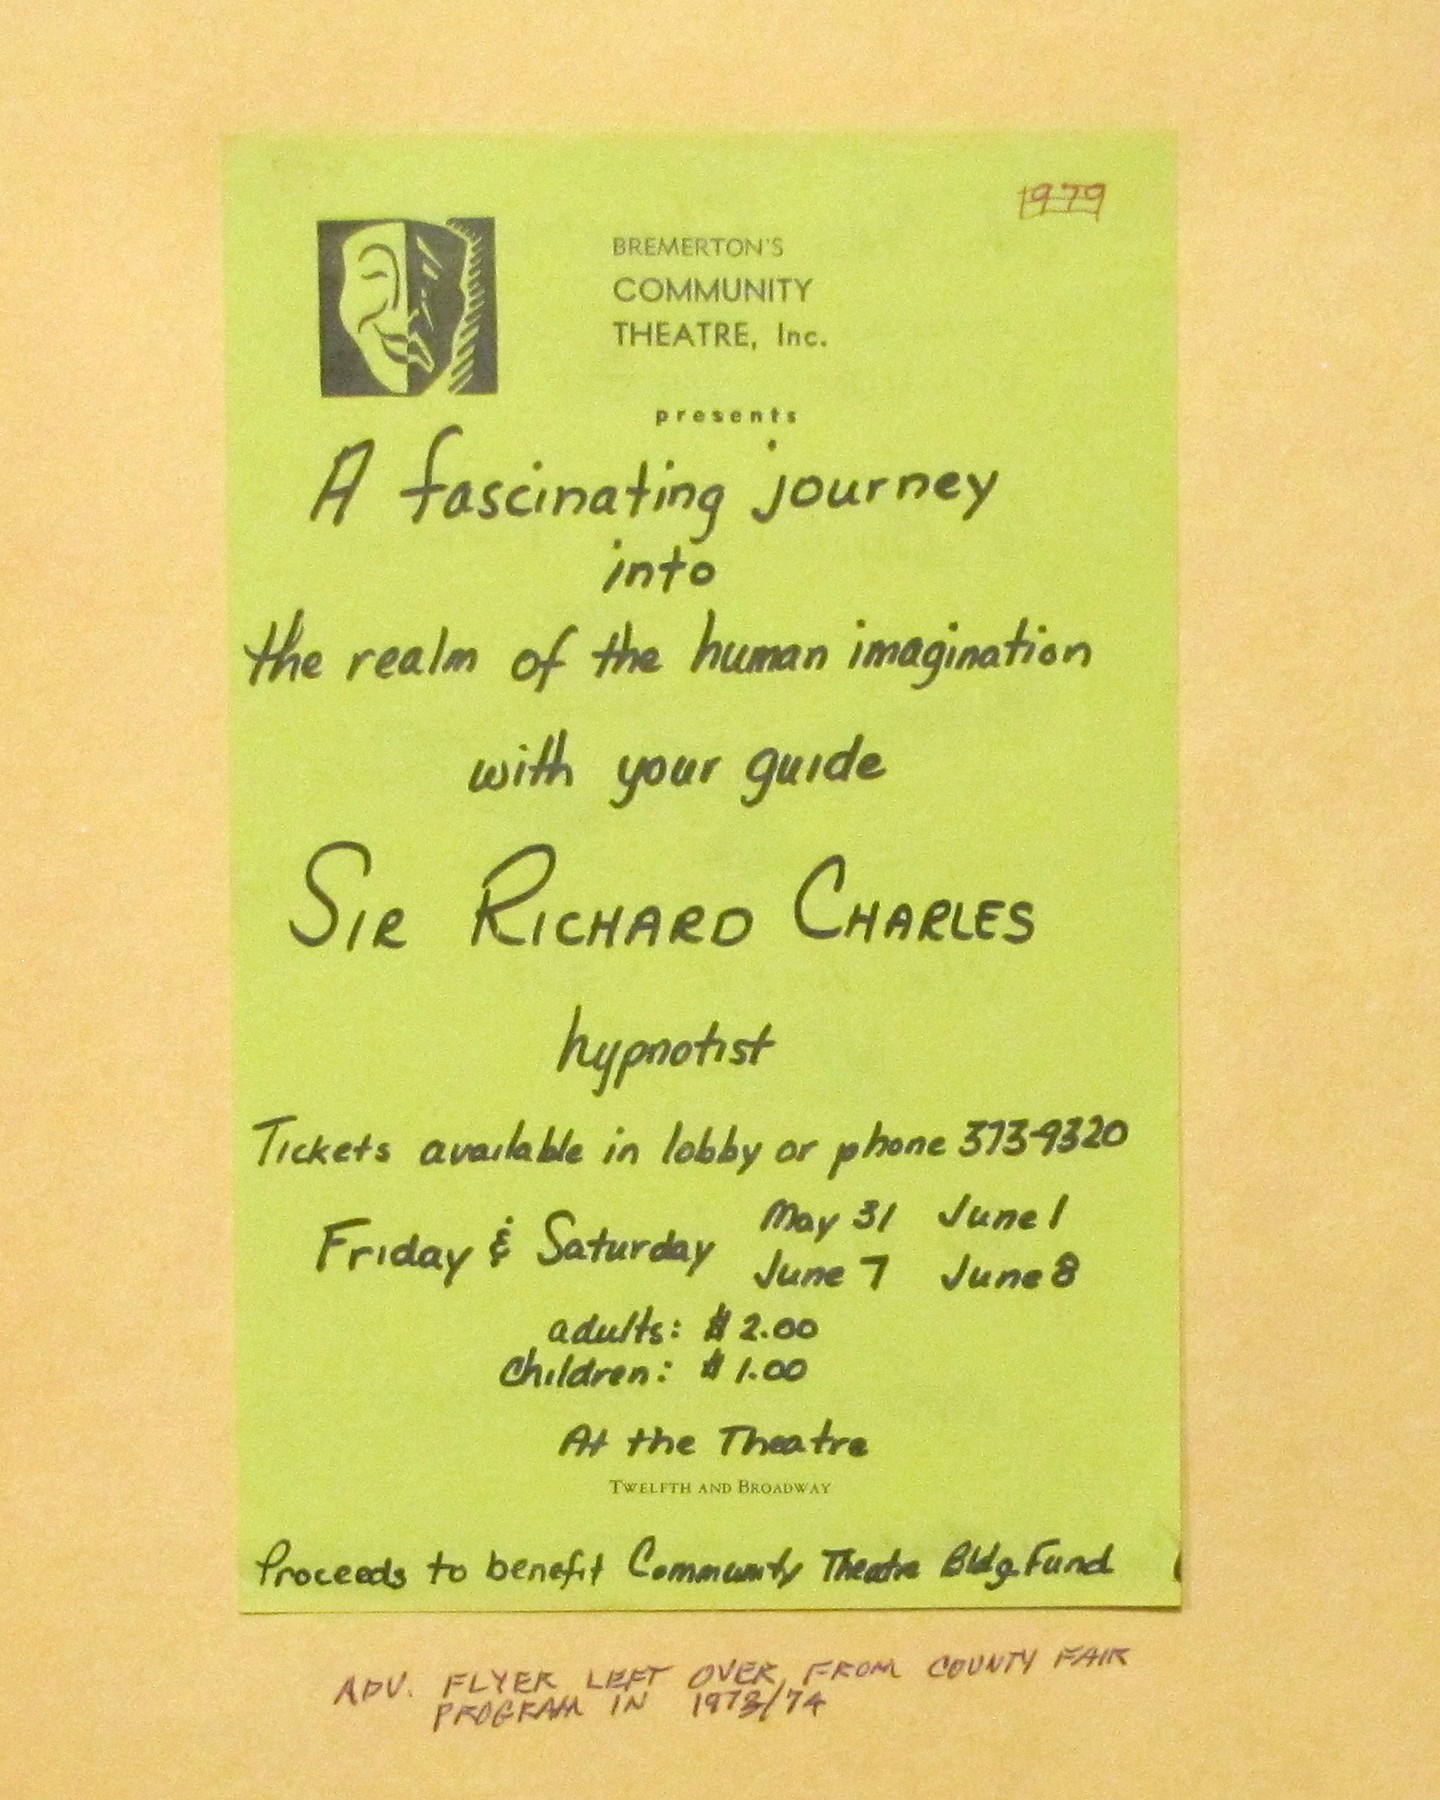 1979
BREMERTON'S
COMMUNITY
THEATRE, Inc.
presents
A fascinating journey
into
the realm of the human imagination
with your guide
SIR RICHARD CHARLES
hypnotist
Tickets available in lobby or phone 373-9320
Friday & Saturday May 31 June 1
June 7 June 8
adults: $2.00
Children: $1.00
At the Theatre
TWELFTH AND BROADWAY
Proceeds to benefit Community Theatre Bldg. Fund
ADV. FLYER LEFT OVER FROM COUNTY FAIR
PROGRAM IN 1973/74